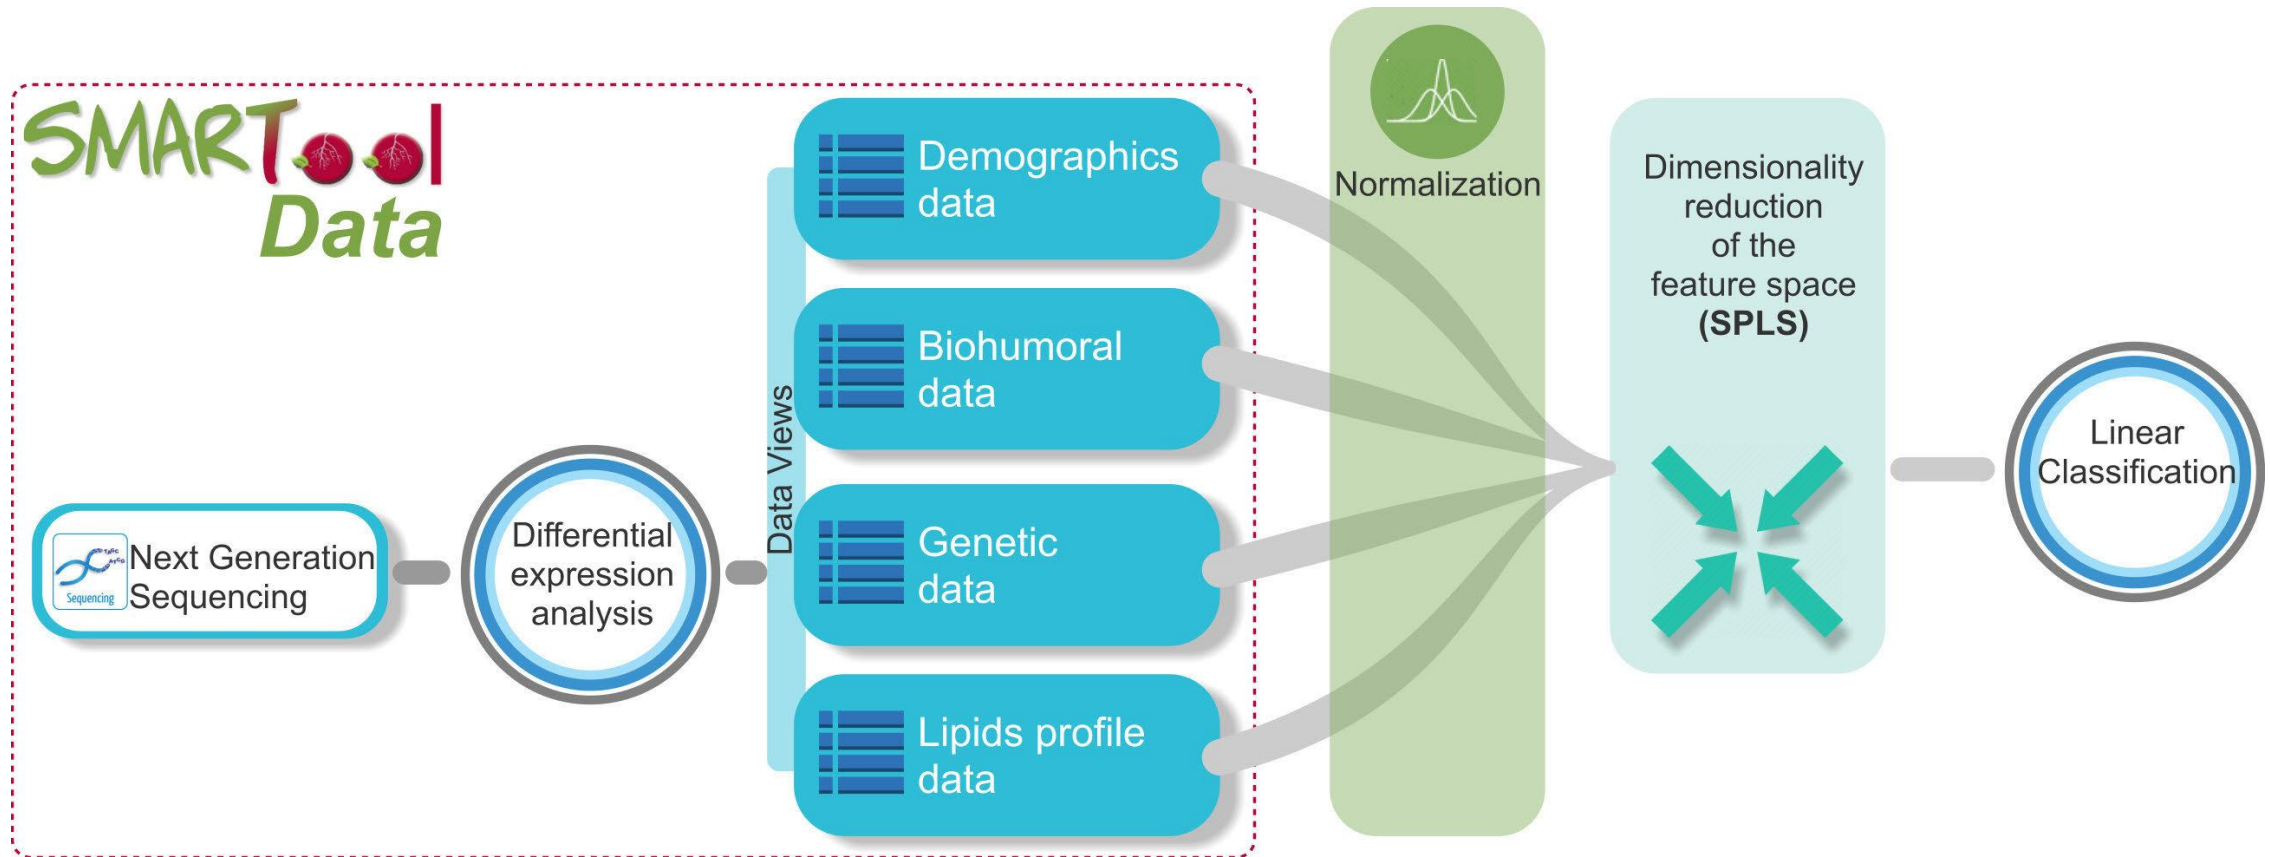 SMARTool
Data
Next Generation
Sequencing
Sequencing
Differential
expression
analysis
Data Views
Demographics
data
Biohumoral
data
Genetic
data
Lipids profile
data
Normalization
Dimensionality
reduction
of the
feature space
(SPLS)
Linear
Classification